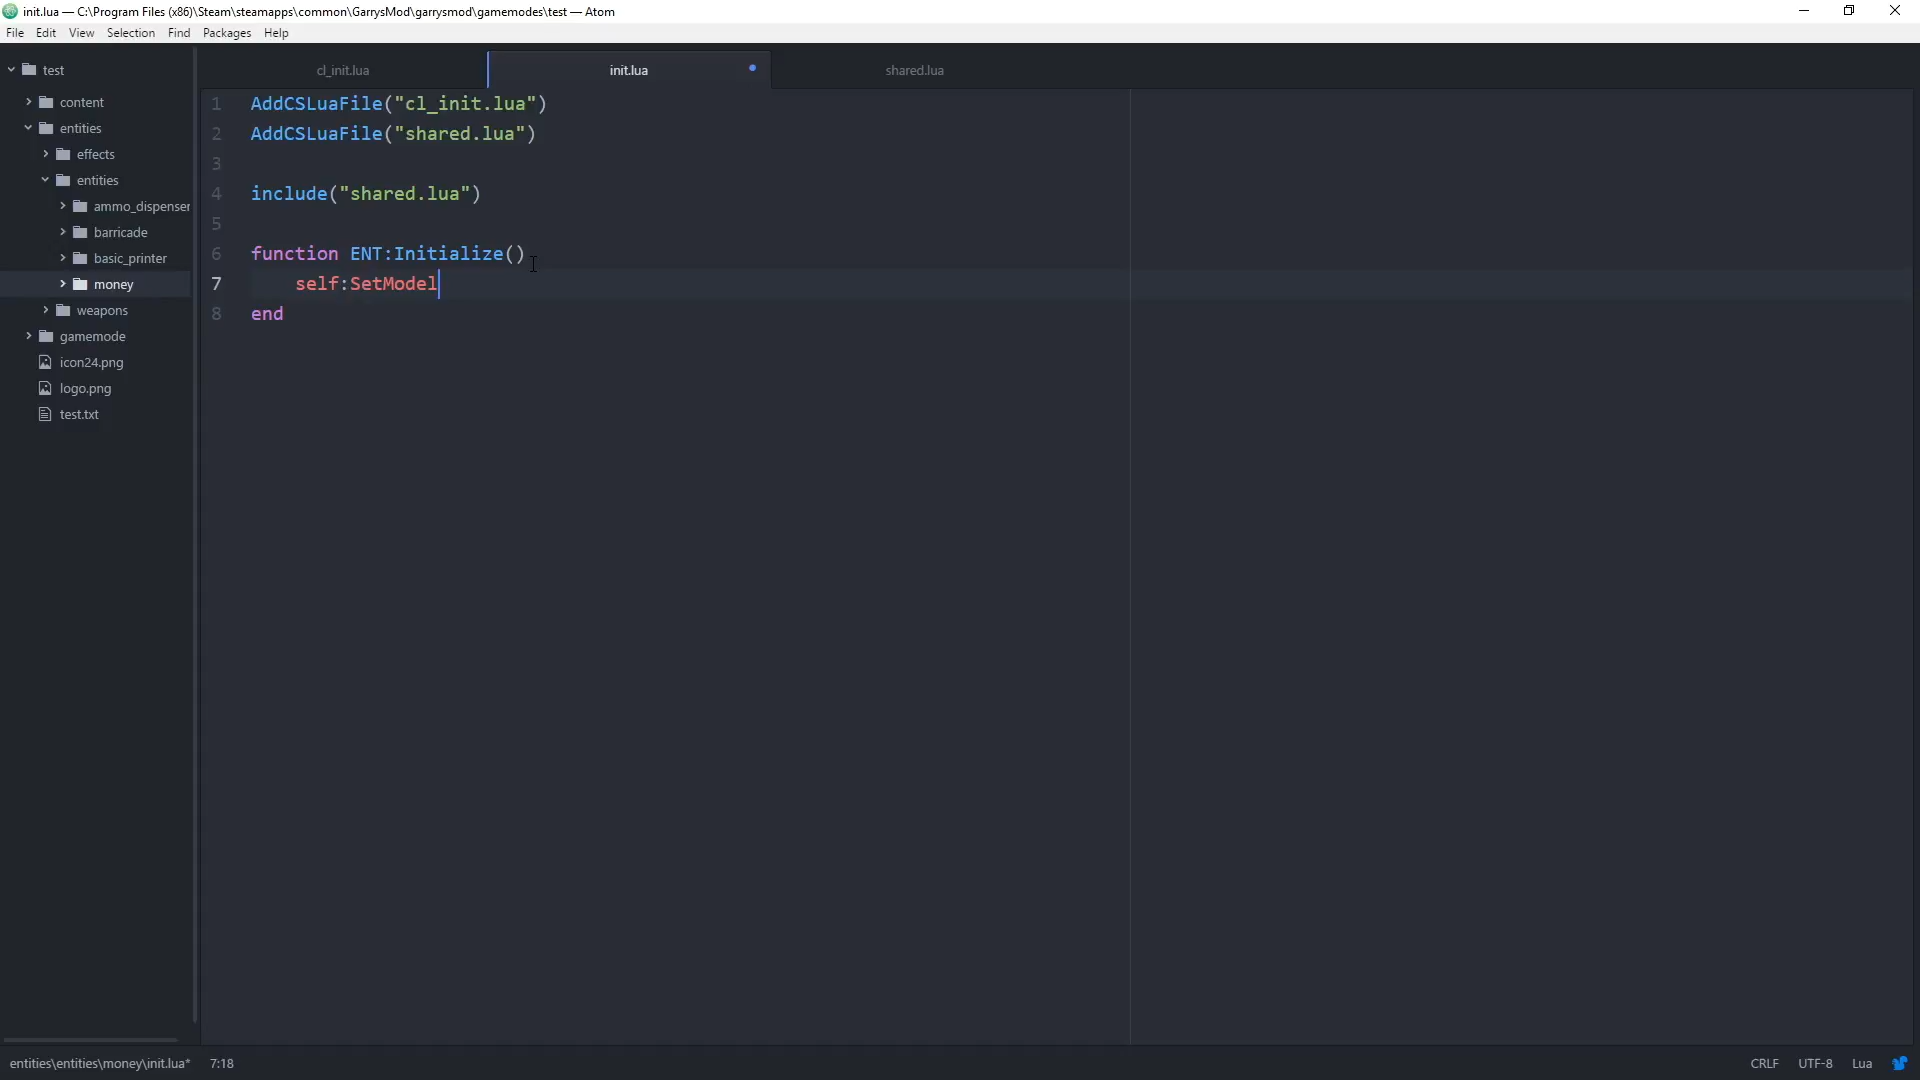 init.lua — C:\Program Files (x86)\Steam\steamapps\common\GarrysMod\garrysmod\gamemodes\test — Atom
File Edit View Selection Find Packages Help
test
content
entities
effects
entities
ammo_dispenser
barricade
basic_printer
money
weapons
gamemode
icon24.png
logo.png
test.txt
cl_init.lua init.lua shared.lua
1 AddCSLuaFile("cl_init.lua")
2 AddCSLuaFile("shared.lua")
3
4 include("shared.lua")
5
6 function ENT:Initialize()
7 self:SetModel
8 end
entities\entities\money\init.lua* 7:18 CRLF UTF-8 Lua